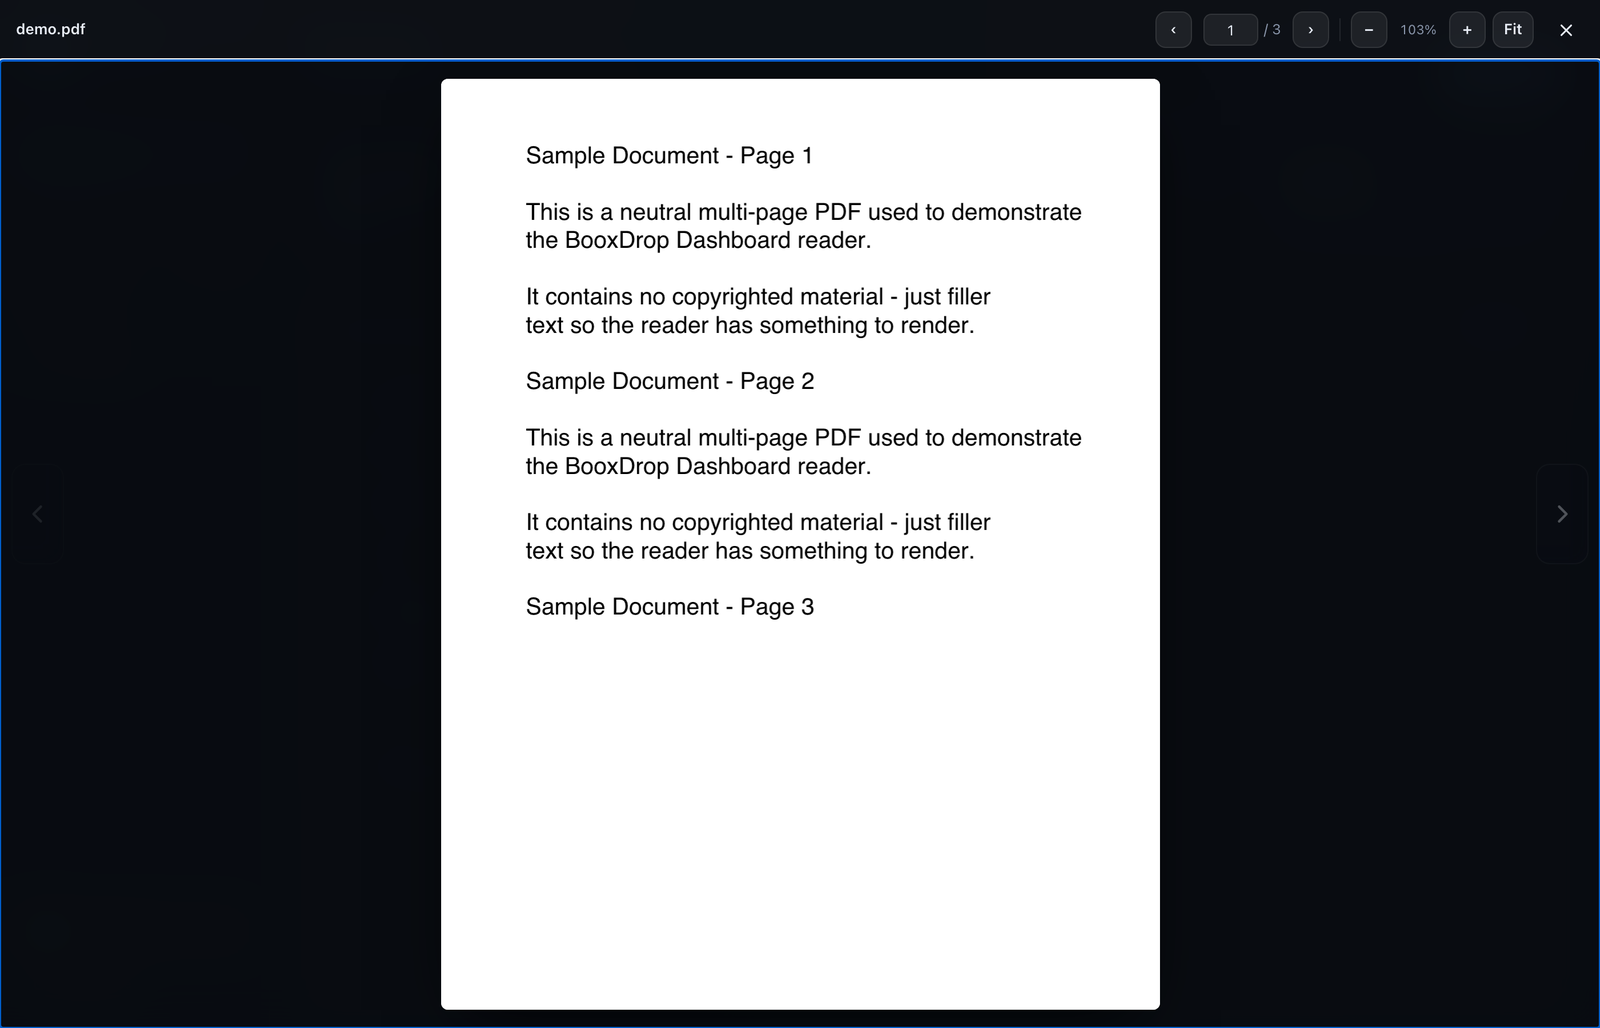 demo.pdf
‹ 1 / 3 › − 103% + Fit ×
Sample Document - Page 1
This is a neutral multi-page PDF used to demonstrate
the BooxDrop Dashboard reader.
It contains no copyrighted material - just filler
text so the reader has something to render.
Sample Document - Page 2
This is a neutral multi-page PDF used to demonstrate
the BooxDrop Dashboard reader.
It contains no copyrighted material - just filler
text so the reader has something to render.
Sample Document - Page 3